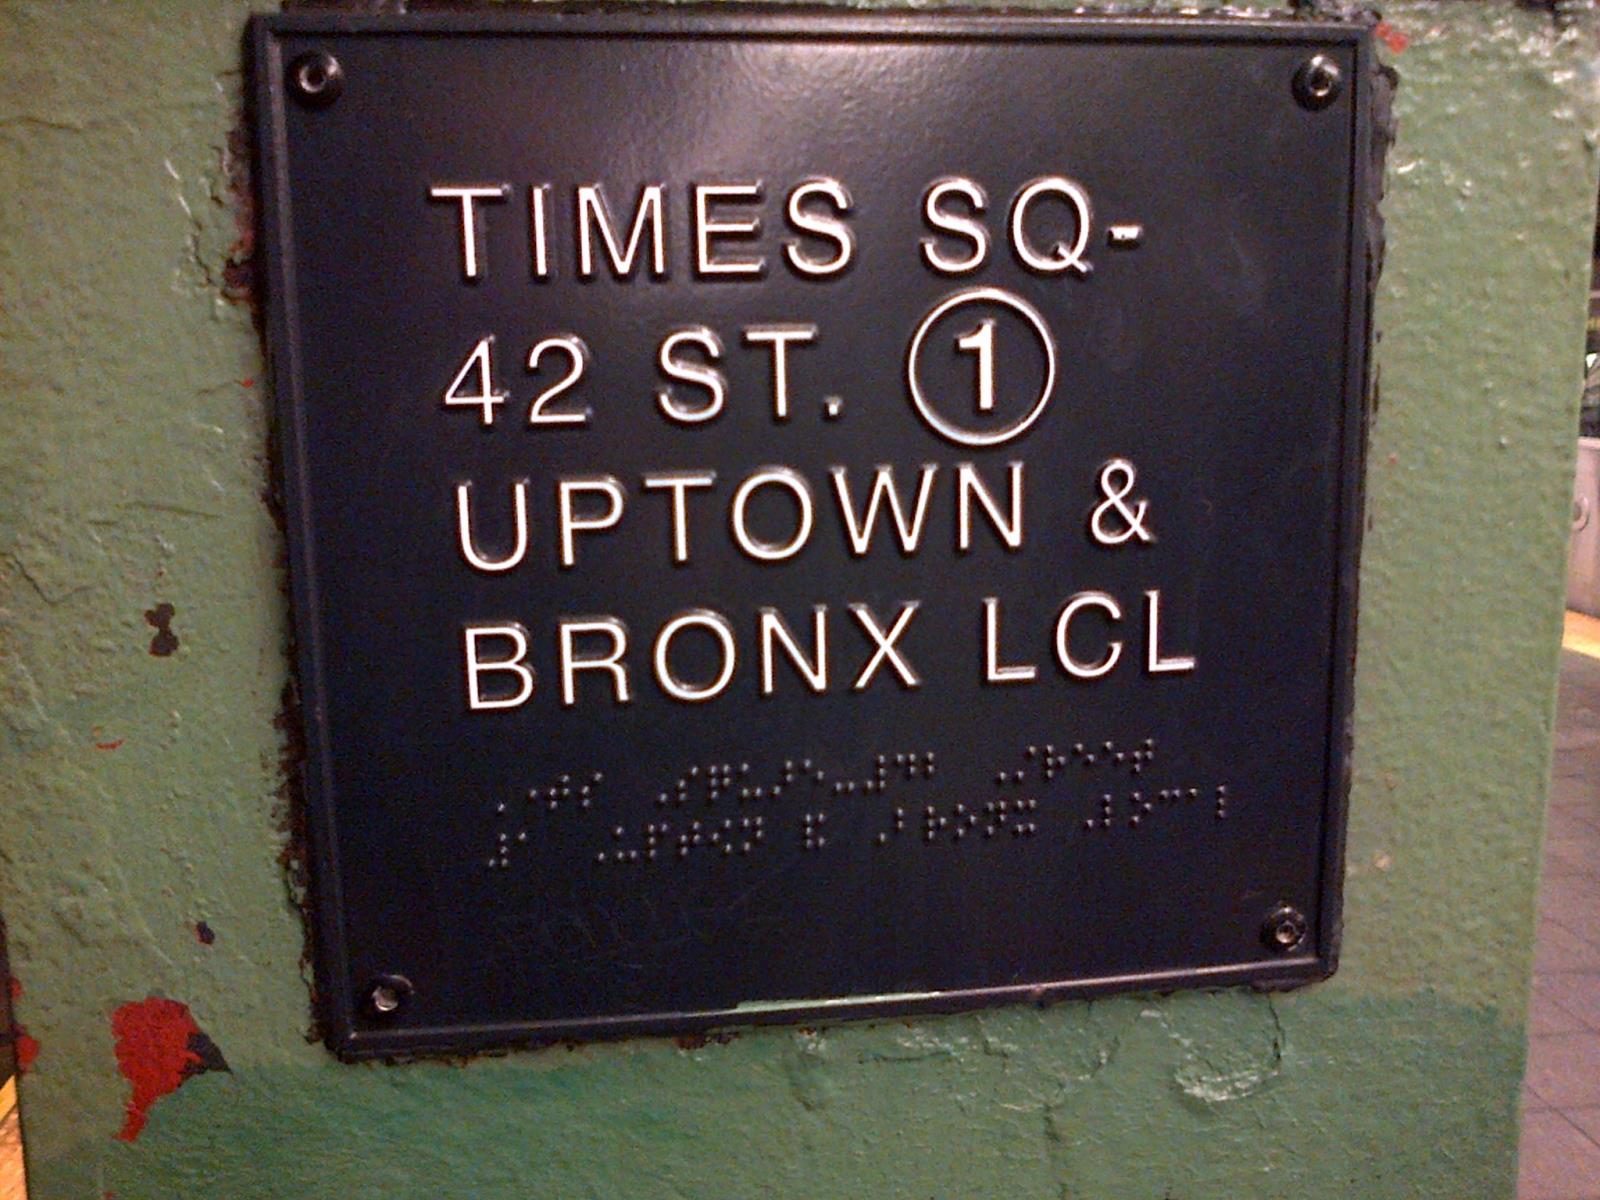 TIMES SQ-
42 ST. 1
UPTOWN &
BRONX LCL